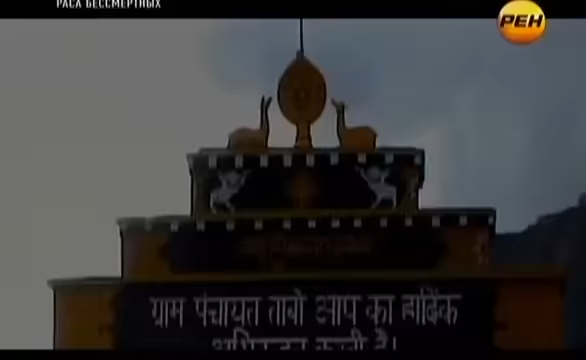 РАСА БЕССМЕРТНЫХ
РЕН
ग्राम पंचायत ताबो आप का हार्दिक